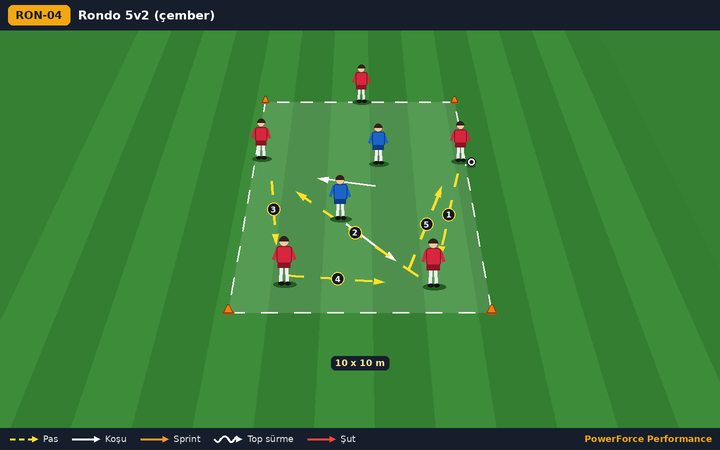 RON-04 Rondo 5v2 (çember)
3
1
5
2
4
10 x 10 m
Pas Koşu Sprint Top sürme Şut PowerForce Performance